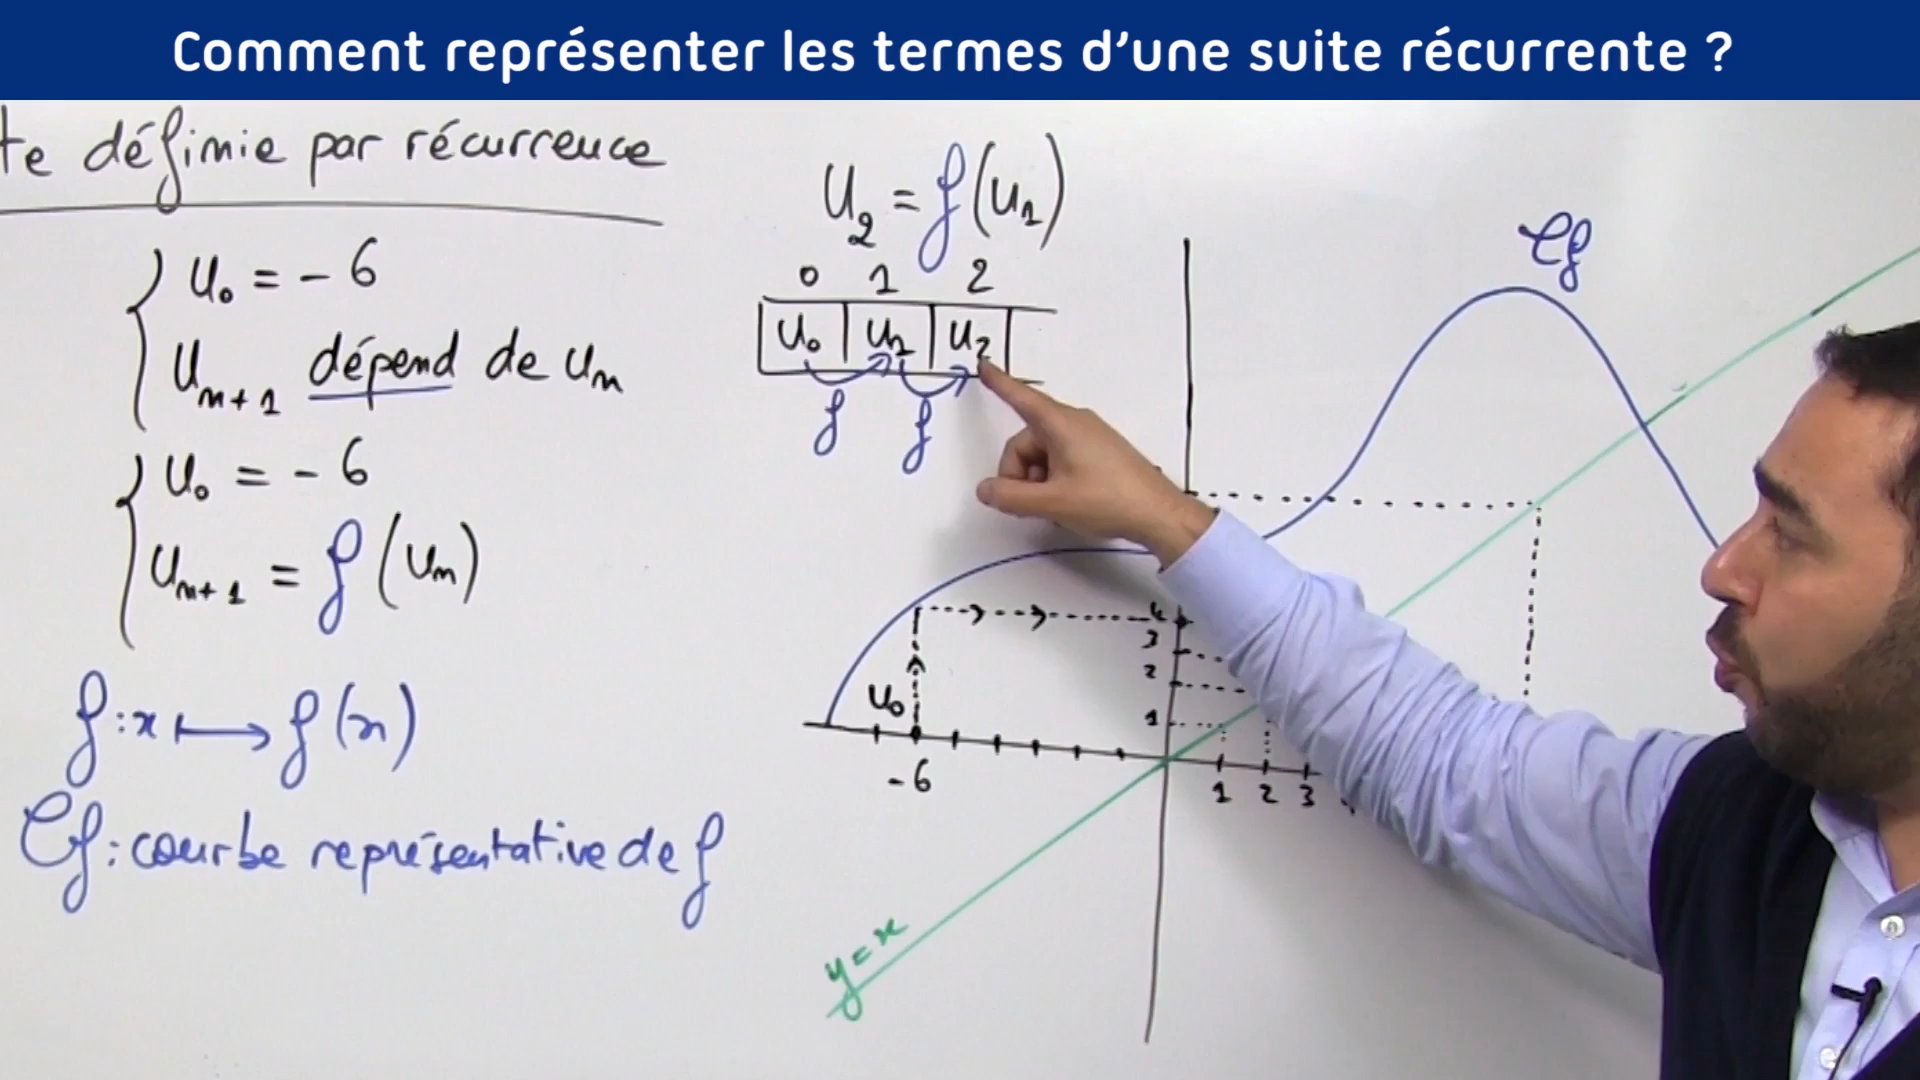 Comment représenter les termes d'une suite récurrente ?
te définie par récurrence
u₀ = - 6
uₙ₊₁ dépend de uₙ
u₀ = - 6
uₙ₊₁ = f(uₙ)
f : x ⟼ f(x)
Cf : courbe représentative de f
u₂ = f(u₁)
0 1 2
u₀ u₁ u₂
f f
Cf
4
3
2
1
u₀
-6
1 2 3
y = x